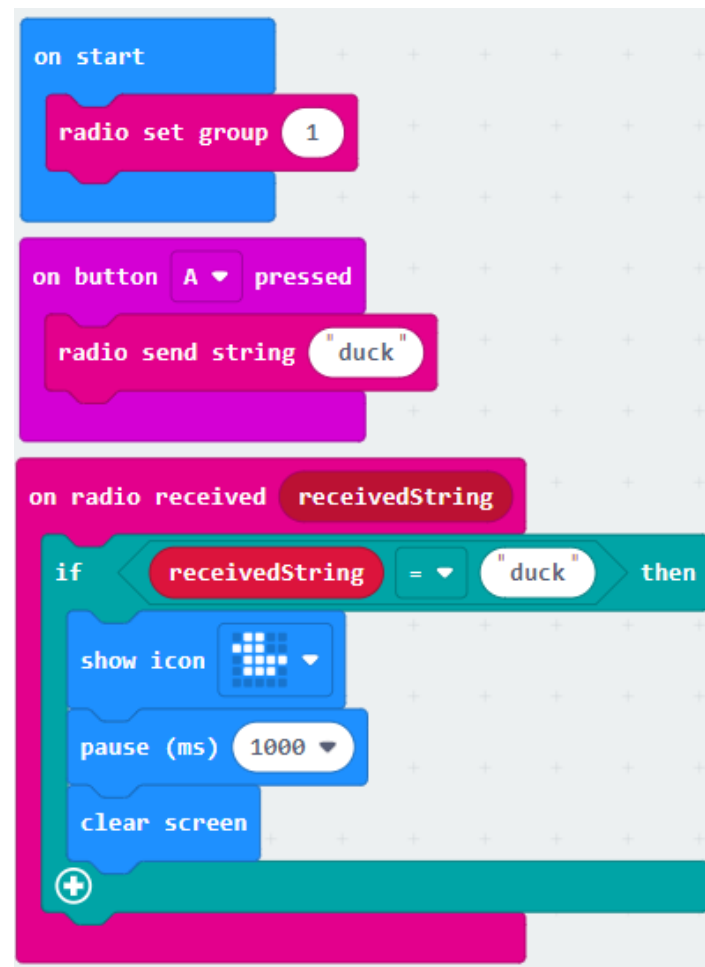 on start
radio set group 1
on button A pressed
radio send string "duck"
on radio received receivedString
if receivedString = "duck" then
show icon
pause (ms) 1000
clear screen